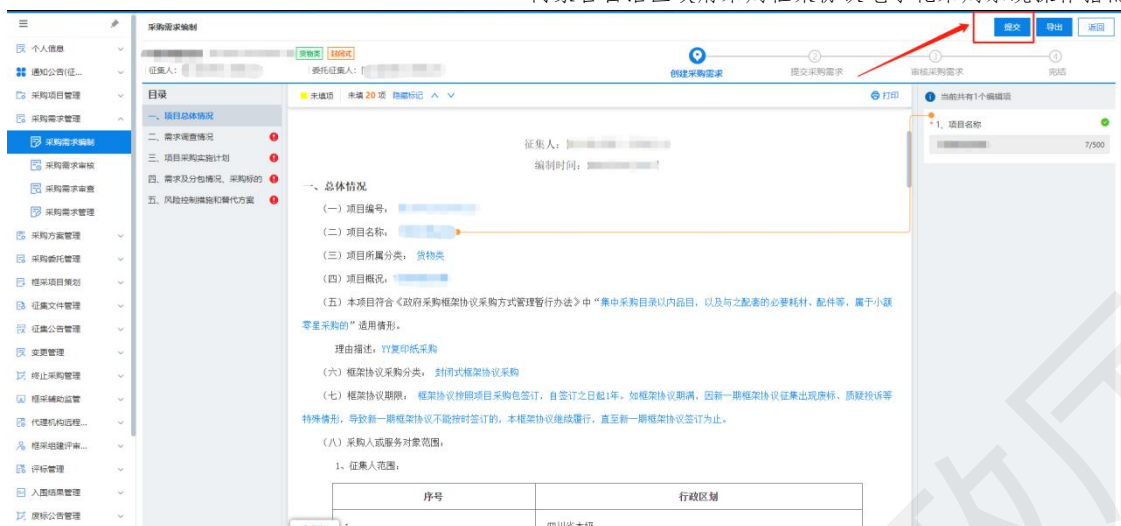 采购需求编制
提交 导出 返回
个人信息
通知公告(征...
采购项目管理
采购需求管理
采购需求编制
采购需求审核
采购需求审查
采购需求管理
采购方案管理
采购委托管理
框采项目策划
征集文件管理
征集公告管理
变更管理
终止采购管理
框采辅助监管
代理机构远程...
框采组建评审...
评标管理
入围结果管理
废标公告管理
货物类 封闭式
征集人： 委托征集人：
创建采购需求
2 提交采购需求
3 审核采购需求
4 完结
目录
一、项目总体情况
二、需求调查情况
三、项目采购实施计划
四、需求及分包情况、采购标的
五、风险控制措施和替代方案
未填项 未填 20 项 隐藏标记 打印
征集人：
编制时间：
一、总体情况
（一）项目编号：
（二）项目名称：
（三）项目所属分类： 货物类
（四）项目概况：
（五）本项目符合《政府采购框架协议采购方式管理暂行办法》中“集中采购目录以内品目，以及与之配套的必要耗材、配件等，属于小额
零星采购的”适用情形。
理由描述：YY复印纸采购
（六）框架协议采购分类： 封闭式框架协议采购
（七）框架协议期限： 框架协议按照项目采购包签订，自签订之日起1年。如框架协议期满，因新一期框架协议征集出现废标、质疑投诉等
特殊情形，导致新一期框架协议不能按时签订的，本框架协议继续履行，直至新一期框架协议签订为止。
（八）采购人或服务对象范围：
1、征集人范围：
序号 行政区划
当前共有1个编辑项
* 1、项目名称
7/500